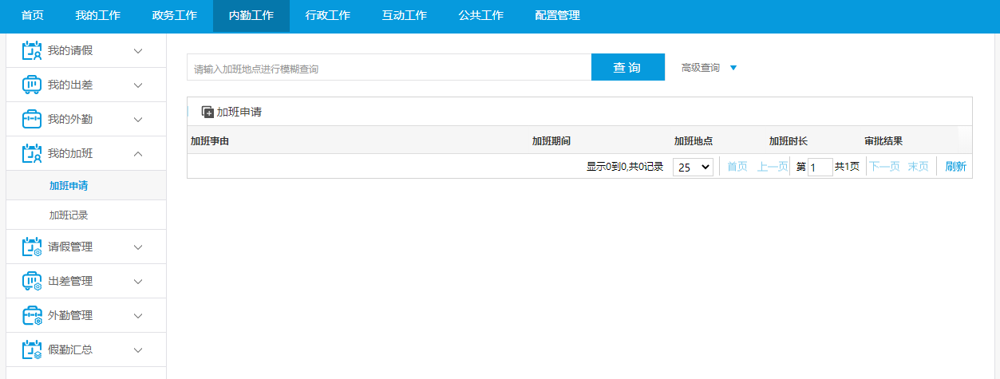 首页 我的工作 政务工作 内勤工作 行政工作 互动工作 公共工作 配置管理
我的请假
我的出差
我的外勤
我的加班
加班申请
加班记录
请假管理
出差管理
外勤管理
假勤汇总
请输入加班地点进行模糊查询 查 询 高级查询
加班申请
加班事由 加班期间 加班地点 加班时长 审批结果
显示0到0,共0记录 25 首页 上一页 第 1 共1页 下一页 末页 刷新